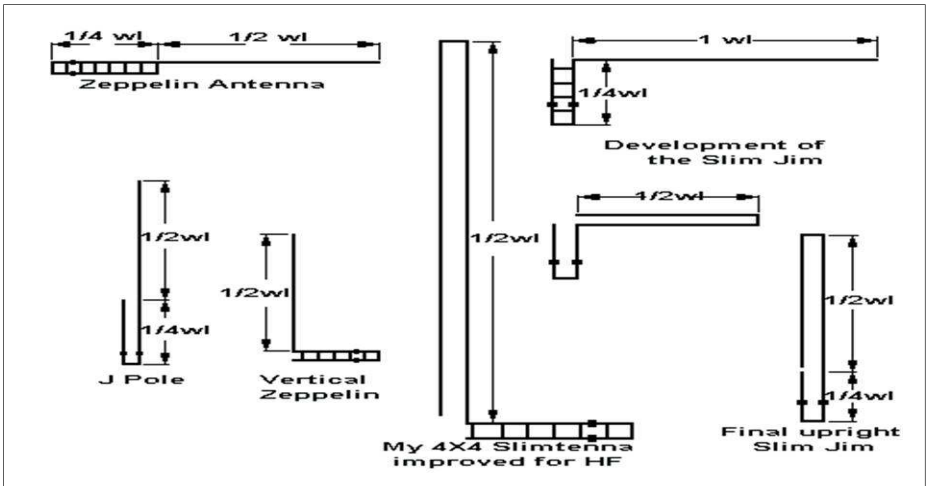 1/4 wl
1/2 wl
Zeppelin Antenna
1 wl
1/4wl
Development of
the Slim Jim
1/2wl
1/2wl
1/4wl
J Pole
1/2wl
Vertical
Zeppelin
1/2wl
My 4X4 Slimtenna
improved for HF
1/2wl
1/4wl
Final upright
Slim Jim